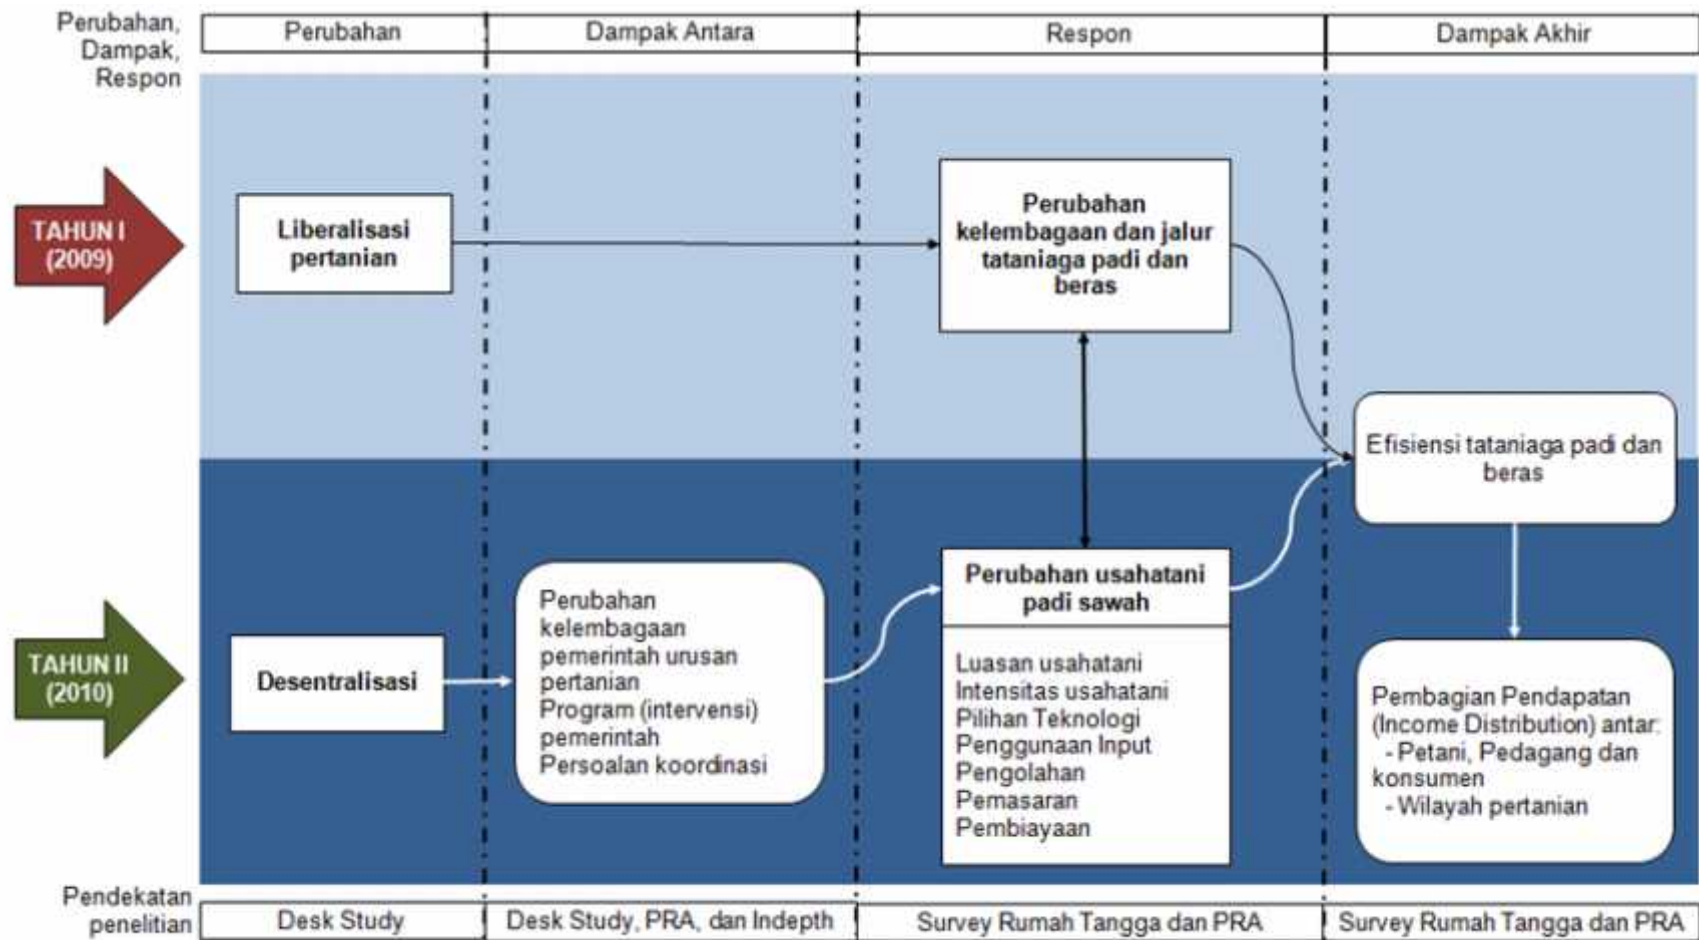 Perubahan,
Dampak,
Respon
Perubahan
Dampak Antara
Respon
Dampak Akhir
TAHUN I
(2009)
Liberalisasi
pertanian
Perubahan
kelembagaan dan jalur
tataniaga padi dan
beras
Efisiensi tataniaga padi dan
beras
TAHUN II
(2010)
Desentralisasi
Perubahan
kelembagaan
pemerintah urusan
pertanian
Program (intervensi)
pemerintah
Persoalan koordinasi
Perubahan usahatani
padi sawah
Luasan usahatani
Intensitas usahatani
Pilihan Teknologi
Penggunaan Input
Pengolahan
Pemasaran
Pembiayaan
Pembagian Pendapatan
(Income Distribution) antar:
- Petani, Pedagang dan
konsumen
- Wilayah pertanian
Pendekatan
penelitian
Desk Study
Desk Study, PRA, dan Indepth
Survey Rumah Tangga dan PRA
Survey Rumah Tangga dan PRA